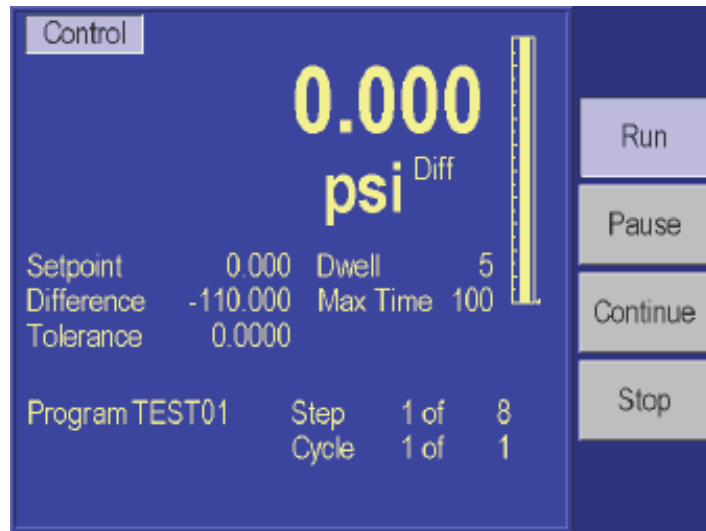 Control
0.000
psi Diff
Setpoint 0.000 Dwell 5
Difference -110.000 Max Time 100
Tolerance 0.0000
Program TEST01 Step 1 of 8
Cycle 1 of 1
Run
Pause
Continue
Stop